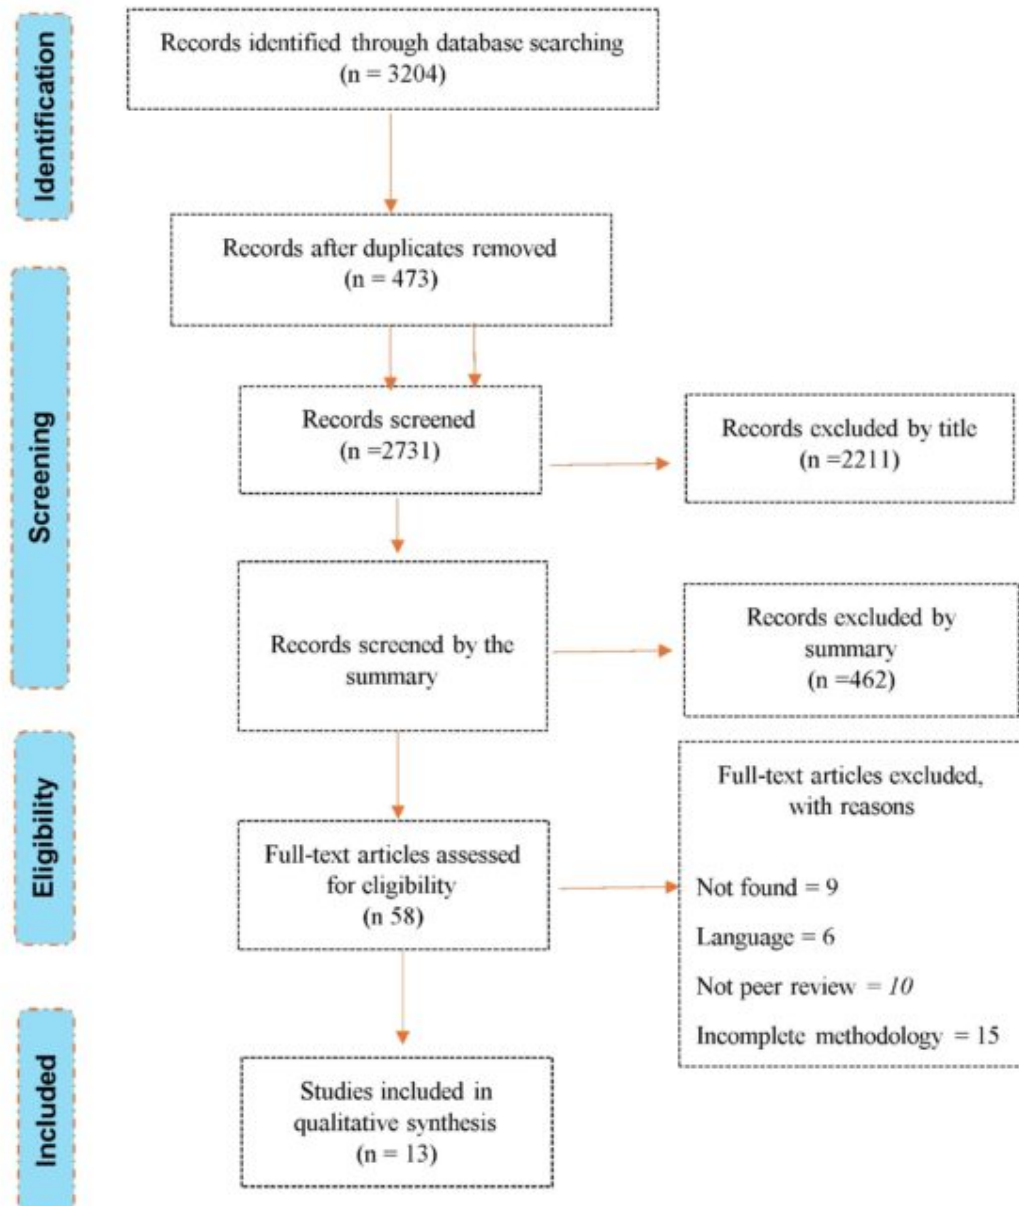 Identification
Records identified through database searching
(n = 3204)
Records after duplicates removed
(n = 473)
Screening
Records screened
(n =2731)
Records excluded by title
(n =2211)
Records screened by the
summary
Records excluded by
summary
(n =462)
Eligibility
Full-text articles assessed
for eligibility
(n 58)
Full-text articles excluded,
with reasons
Not found = 9
Language = 6
Not peer review = 10
Incomplete methodology = 15
Included
Studies included in
qualitative synthesis
(n = 13)